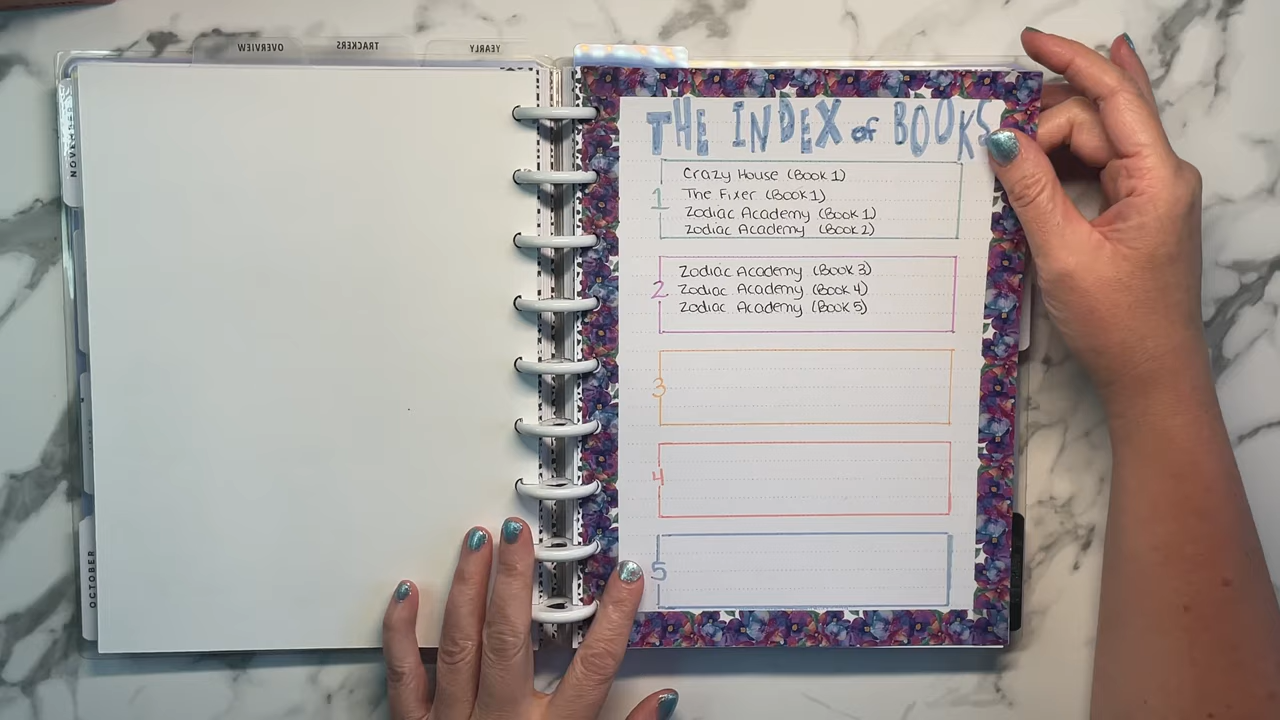 OVERVIEW
TRACKERS
YEARLY
NOVEMBER
OCTOBER
THE INDEX of BOOKS
1
Crazy House (Book 1)
The Fixer (Book 1)
Zodiac Academy (Book 1)
Zodiac Academy (Book 2)
2
Zodiac Academy (Book 3)
Zodiac Academy (Book 4)
Zodiac Academy (Book 5)
3
4
5